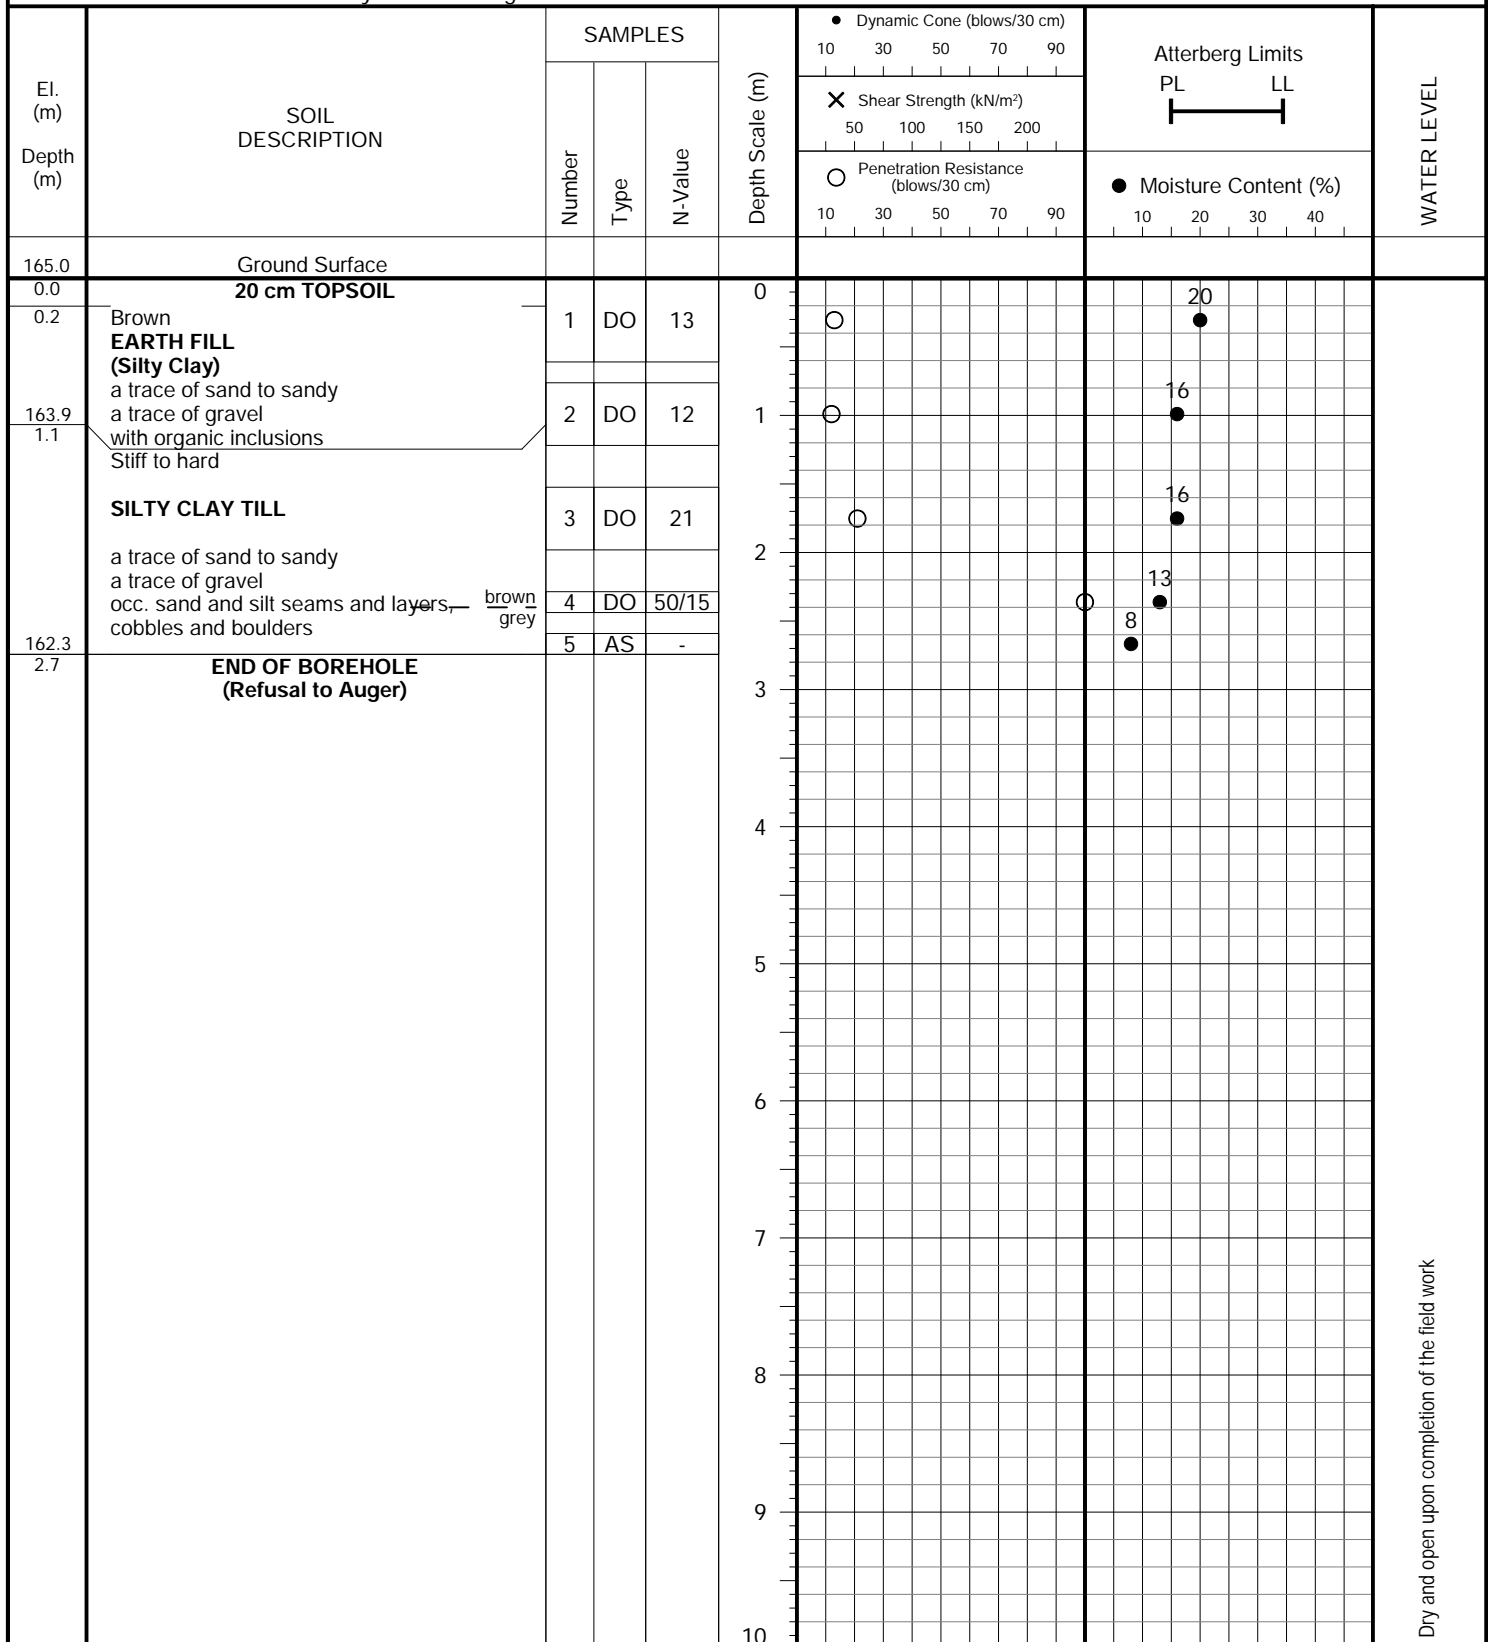 El.
(m)
Depth
(m)
SOIL
DESCRIPTION
SAMPLES
Number
Type
N-Value
Depth Scale (m)
● Dynamic Cone (blows/30 cm)
10 30 50 70 90
✕ Shear Strength (kN/m²)
50 100 150 200
○ Penetration Resistance
(blows/30 cm)
10 30 50 70 90
Atterberg Limits
PL LL
● Moisture Content (%)
10 20 30 40
WATER LEVEL
165.0 Ground Surface
0.0 20 cm TOPSOIL 0
20
0.2 Brown 1 DO 13
EARTH FILL
(Silty Clay)
a trace of sand to sandy
16
163.9 a trace of gravel 2 DO 12 1
1.1 with organic inclusions
Stiff to hard
16
SILTY CLAY TILL 3 DO 21
a trace of sand to sandy 2
a trace of gravel
13
occ. sand and silt seams and layers, brown 4 DO 50/15
grey
8
cobbles and boulders
162.3 5 AS -
2.7 END OF BOREHOLE
(Refusal to Auger) 3
4
5
6
7
8
9
10
Dry and open upon completion of the field work